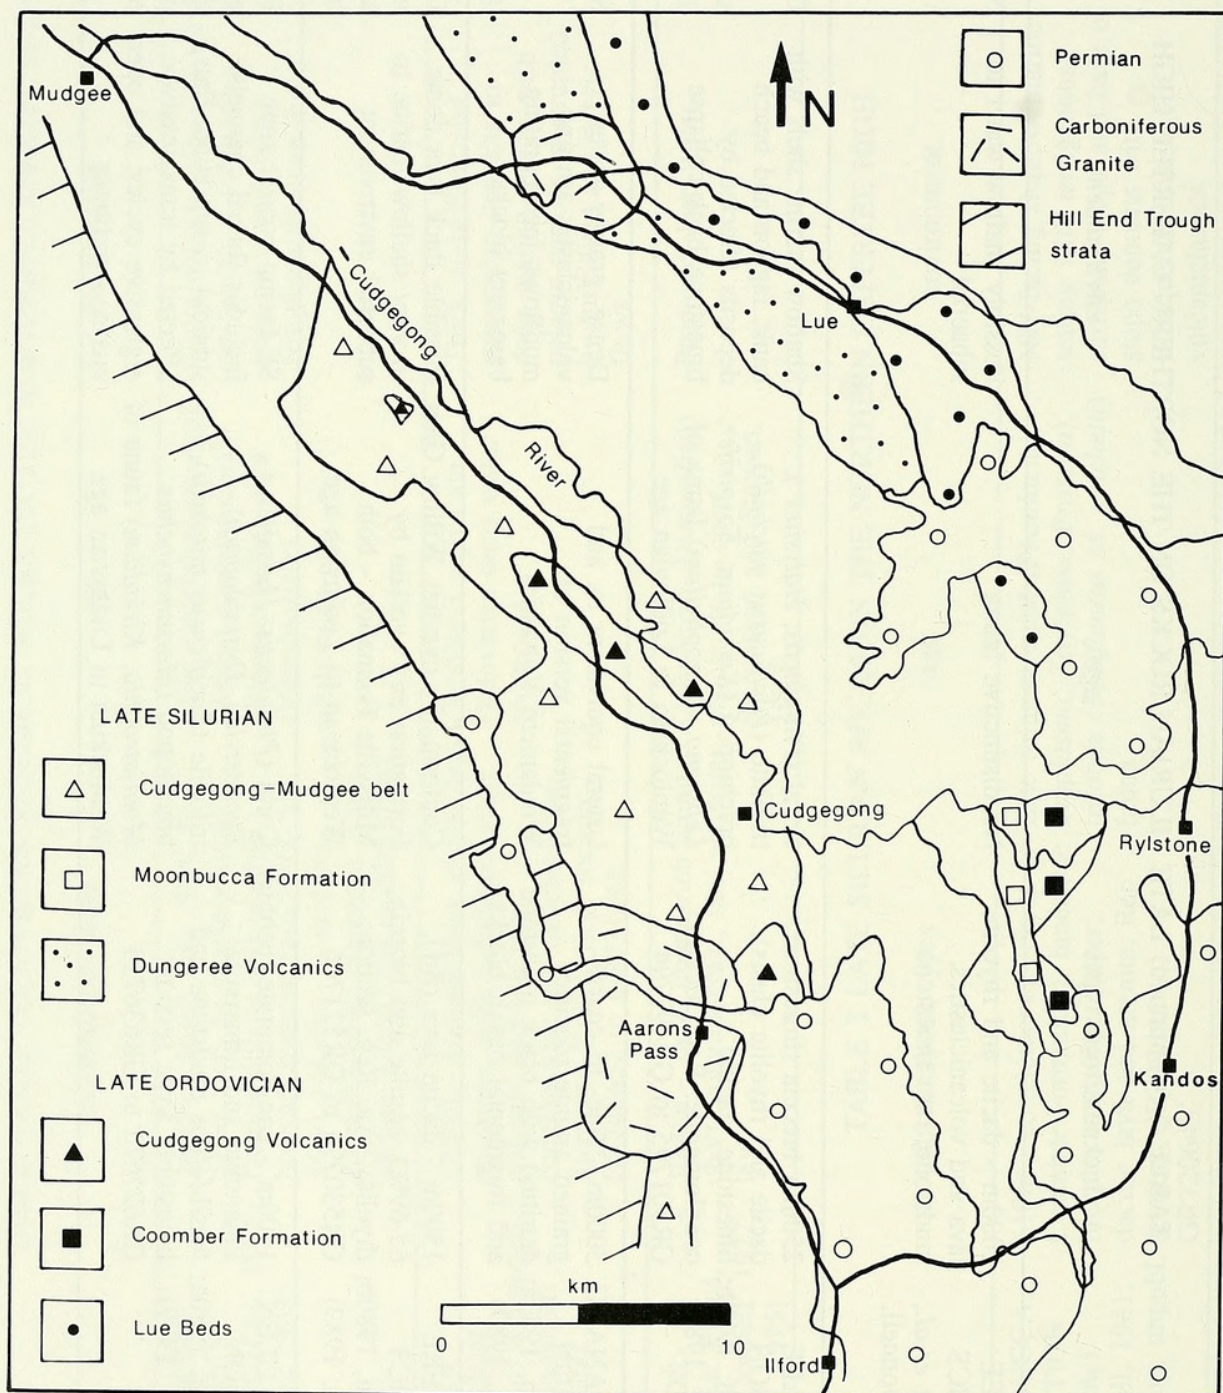 Mudgee
N
Permian
Carboniferous
Granite
Hill End Trough
strata
Cudgegong
River
Lue
LATE SILURIAN
Cudgegong-Mudgee belt
Moonbucca Formation
Dungeree Volcanics
Cudgegong
Rylstone
Aarons
Pass
Kandos
LATE ORDOVICIAN
Cudgegong Volcanics
Coomber Formation
Lue Beds
km
0 10
Ilford